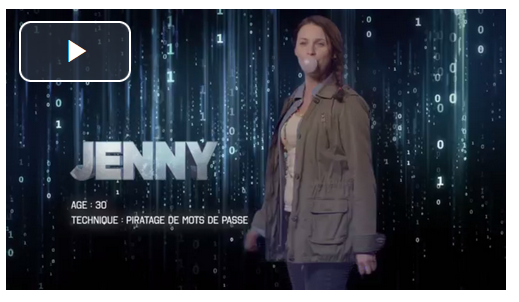 JENNY
AGE : 30
TECHNIQUE : PIRATAGE DE MOTS DE PASSE